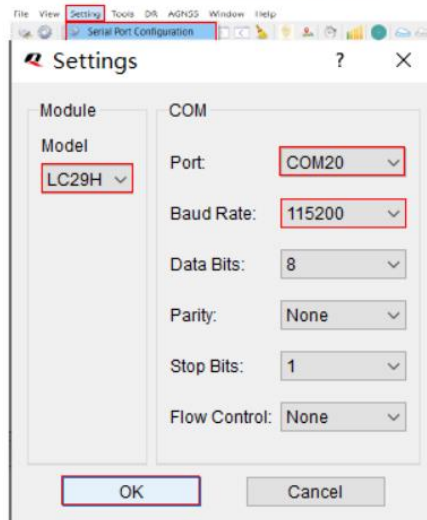 File View Setting Tools DR AGNSS Window Help
Serial Port Configuration
Settings ? ×
Module COM
Model
LC29H
Port: COM20
Baud Rate: 115200
Data Bits: 8
Parity: None
Stop Bits: 1
Flow Control: None
OK Cancel